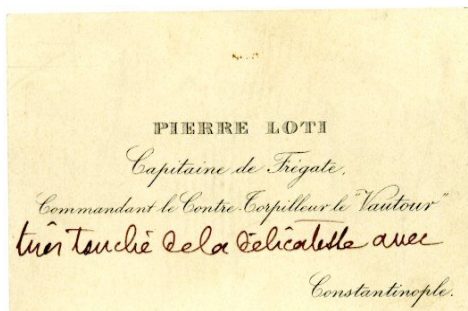 PIERRE LOTI
Capitaine de Frégate,
Commandant le Contre-Torpilleur le "Vautour"
très touché de la délicatesse avec
Constantinople.